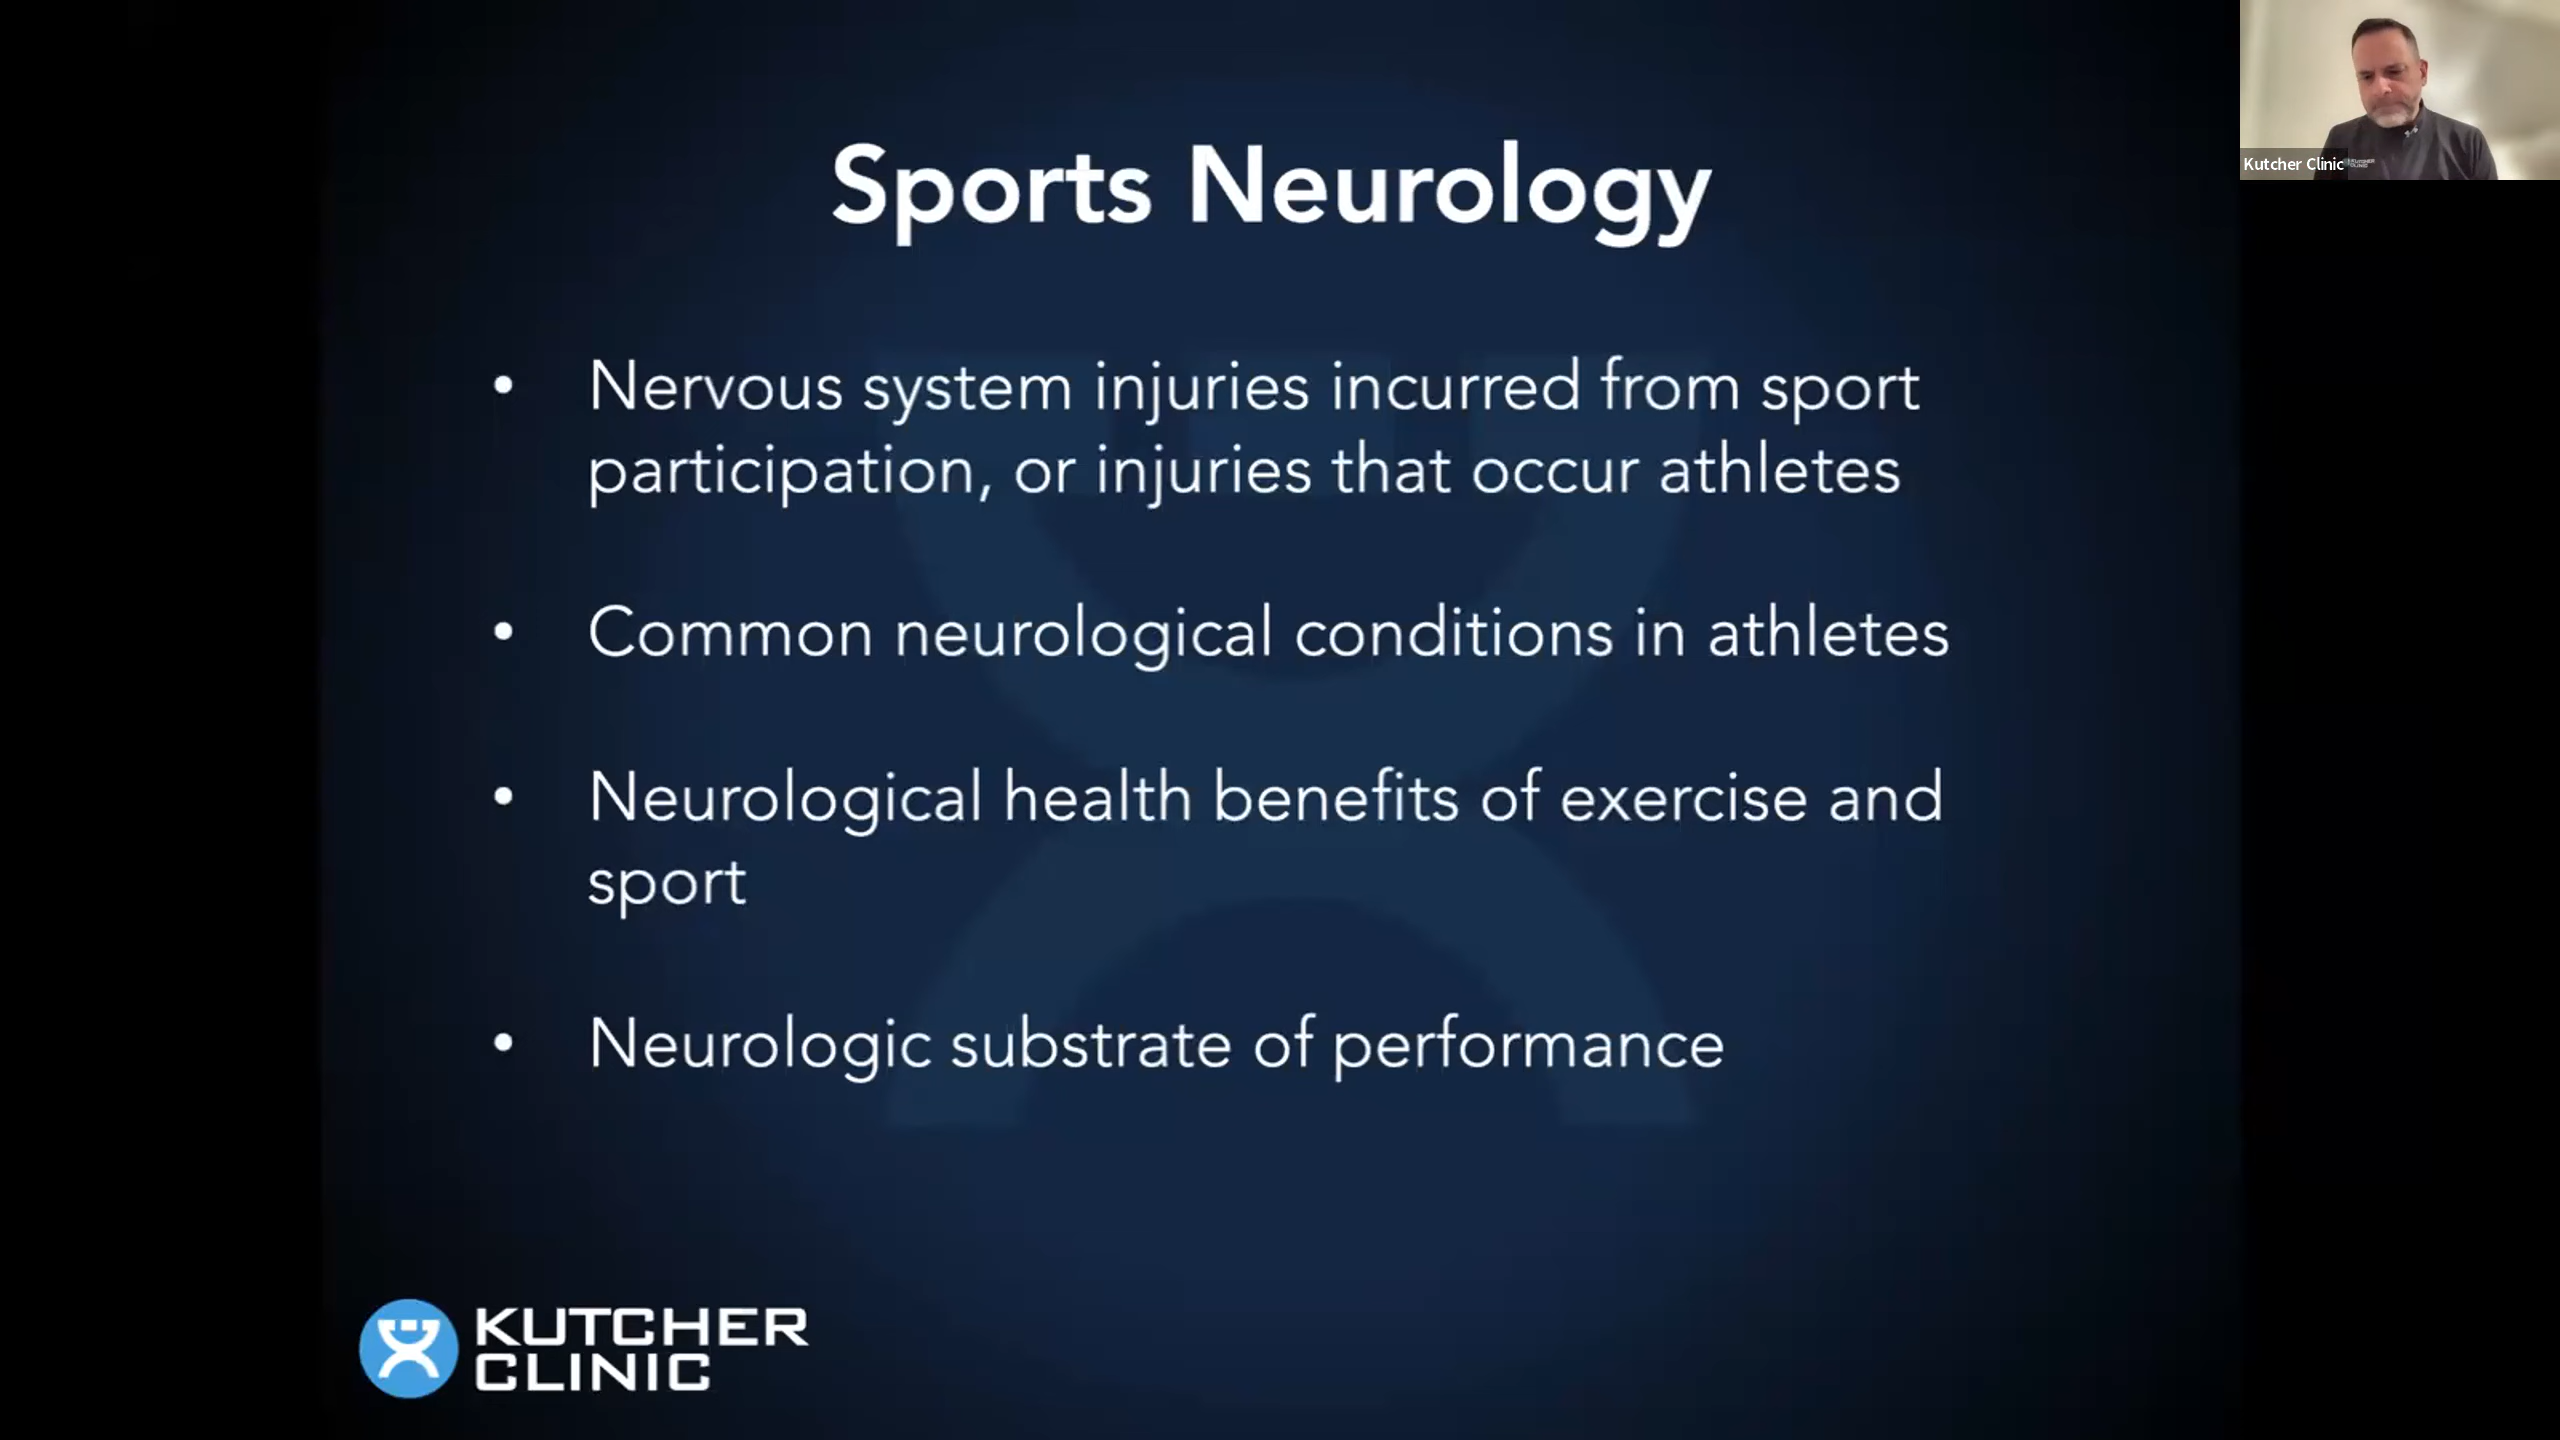 Sports Neurology
Kutcher Clinic
• Nervous system injuries incurred from sport
participation, or injuries that occur athletes
• Common neurological conditions in athletes
• Neurological health benefits of exercise and
sport
• Neurologic substrate of performance
KUTCHER
CLINIC